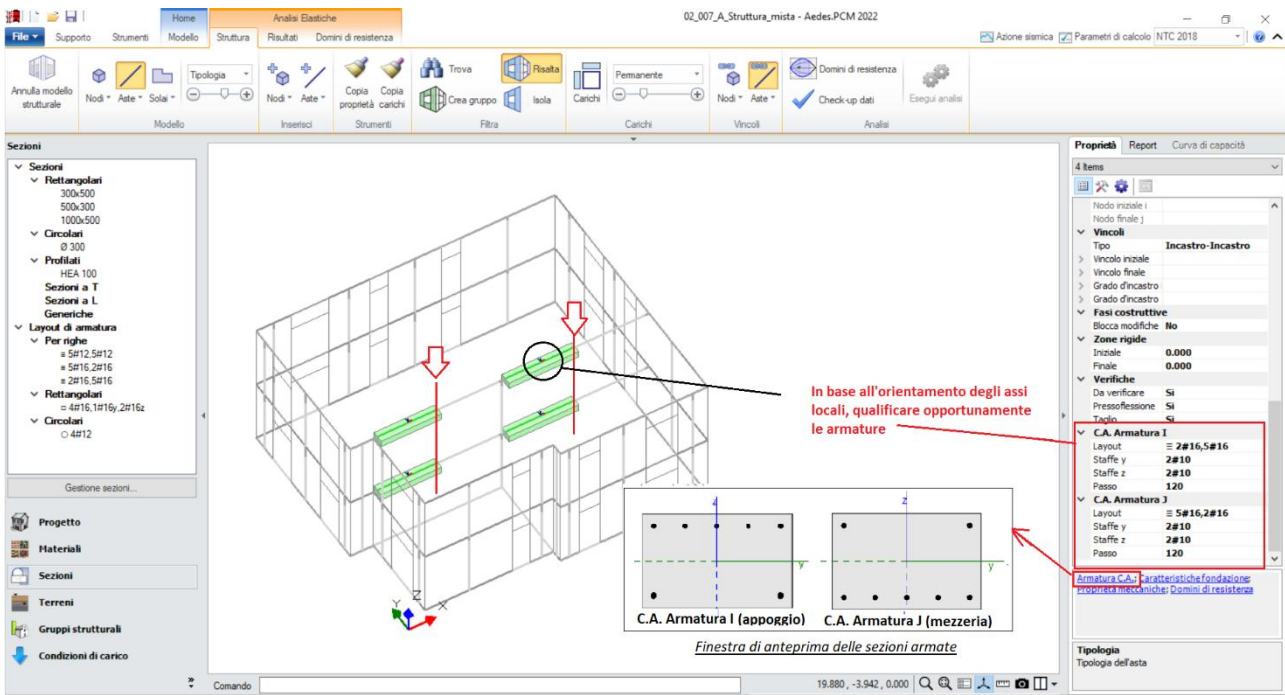 02_007_A_Struttura_mista - Aedes.PCM 2022
Home
Analisi Elastiche
File
Supporto
Strumenti
Modello
Struttura
Risultati
Domini di resistenza
Azione sismica
Parametri di calcolo
NTC 2018
Annulla modello
strutturale
Nodi
Aste
Solai
Tipologia
Modello
Nodi
Aste
Inserisci
Copia
proprietà
Copia
carichi
Strumenti
Trova
Crea gruppo
Risalta
Isola
Filtra
Carichi
Permanente
Carichi
Nodi
Aste
Vincoli
Domini di resistenza
Check-up dati
Esegui analisi
Analisi
Sezioni
Sezioni
Rettangolari
300x500
500x300
1000x500
Circolari
Ø 300
Profilati
HEA 100
Sezioni a T
Sezioni a L
Generiche
Layout di armatura
Per righe
5#12,5#12
5#16,2#16
2#16,5#16
Rettangolari
4#16,1#16y,2#16z
Circolari
4#12
Gestione sezioni...
Progetto
Materiali
Sezioni
Terreni
Gruppi strutturali
Condizioni di carico
X
Y
Z
In base all'orientamento degli assi
locali, qualificare opportunamente
le armature
z
y
C.A. Armatura I (appoggio)
z
y
C.A. Armatura J (mezzeria)
Finestra di anteprima delle sezioni armate
Comando
19.880 , -3.942 , 0.000
Proprietà
Report
Curva di capacità
4 Items
Nodo iniziale i
Nodo finale j
Vincoli
Tipo Incastro-Incastro
Vincolo iniziale
Vincolo finale
Grado d'incastro
Grado d'incastro
Fasi costruttive
Blocca modifiche No
Zone rigide
Iniziale 0.000
Finale 0.000
Verifiche
Da verificare Si
Pressoflessione Si
Taglio Si
C.A. Armatura I
Layout 2#16,5#16
Staffe y 2#10
Staffe z 2#10
Passo 120
C.A. Armatura J
Layout 5#16,2#16
Staffe y 2#10
Staffe z 2#10
Passo 120
Armatura C.A.; Caratteristiche fondazione;
Proprietà meccaniche; Domini di resistenza
Tipologia
Tipologia dell'asta